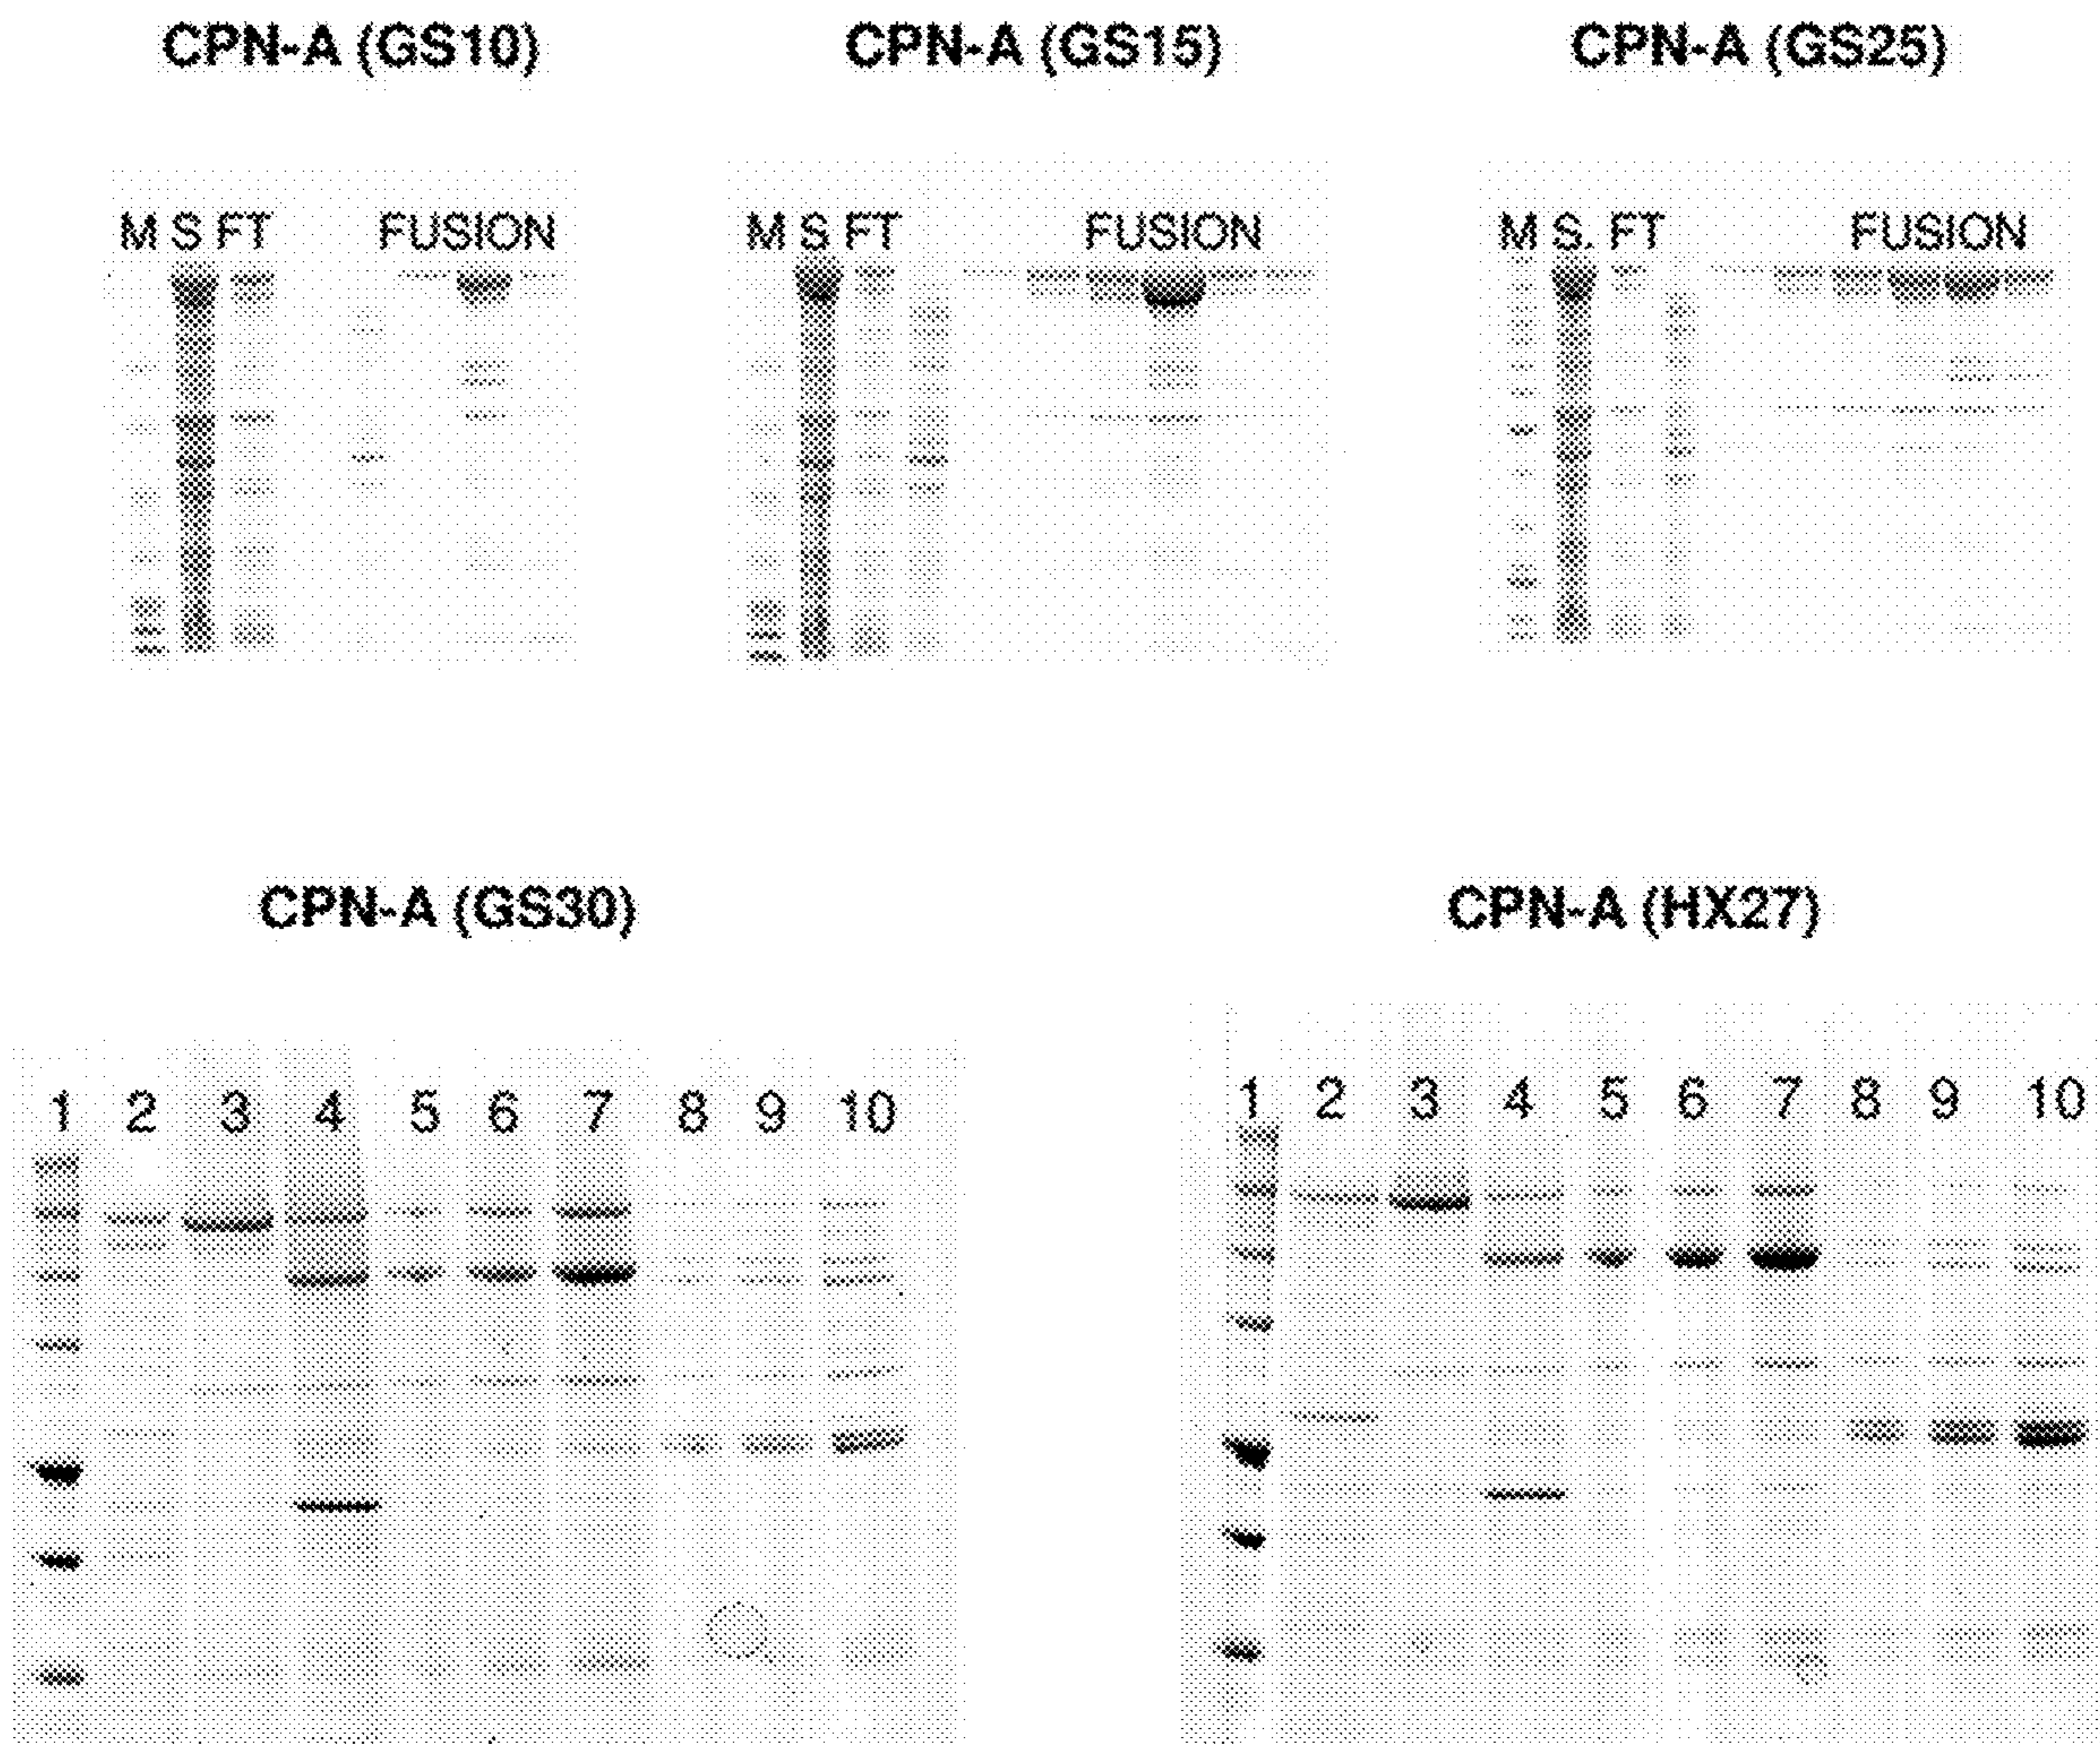 CPN-A (GS10) CPN-A (GS15) CPN-A (GS25)
M S FT FUSION M S FT FUSION M S. FT FUSION
CPN-A (GS30) CPN-A (HX27)
1 2 3 4 5 6 7 8 9 10 1 2 3 4 5 6 7 8 9 10